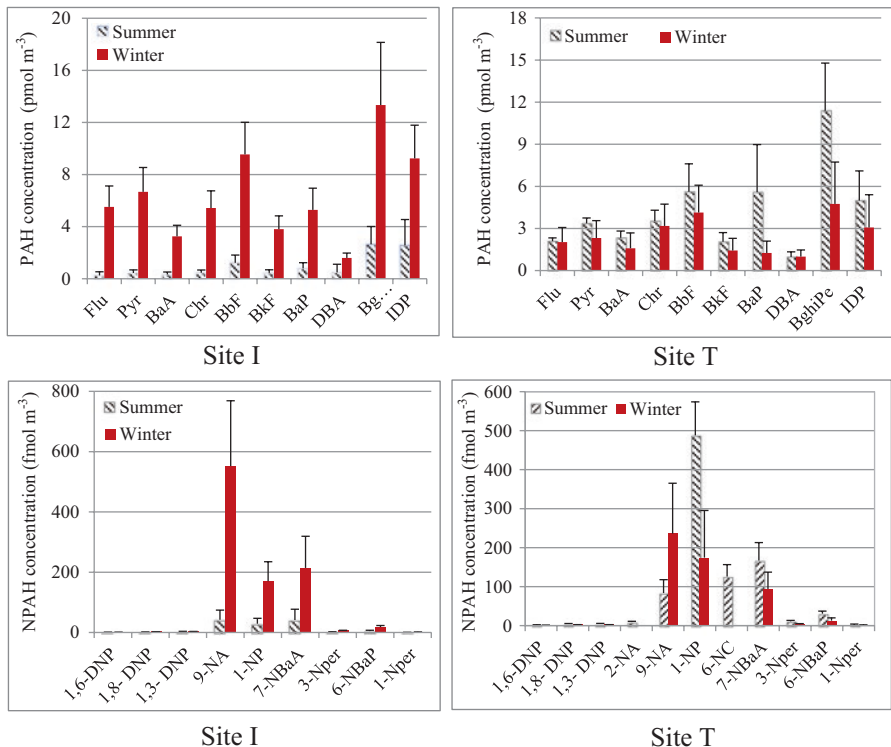 PAH concentration (pmol m-3)
20
16
12
8
4
0
Summer
Winter
Flu
Pyr
BaA
Chr
BbF
BkF
BaP
DBA
Bg…
IDP
Site I
PAH concentration (pmol m-3)
18
15
12
9
6
3
0
Summer
Winter
Flu
Pyr
BaA
Chr
BbF
BkF
BaP
DBA
BghiPe
IDP
Site T
NPAH concentration (fmol m-3)
800
600
400
200
0
Summer
Winter
1,6-DNP
1,8- DNP
1,3- DNP
9-NA
1-NP
7-NBaA
3-Nper
6-NBaP
1-Nper
Site I
NPAH concentration (fmol m-3)
600
500
400
300
200
100
0
Summer
Winter
1,6-DNP
1,8- DNP
1,3- DNP
2-NA
9-NA
1-NP
6-NC
7-NBaA
3-Nper
6-NBaP
1-Nper
Site T